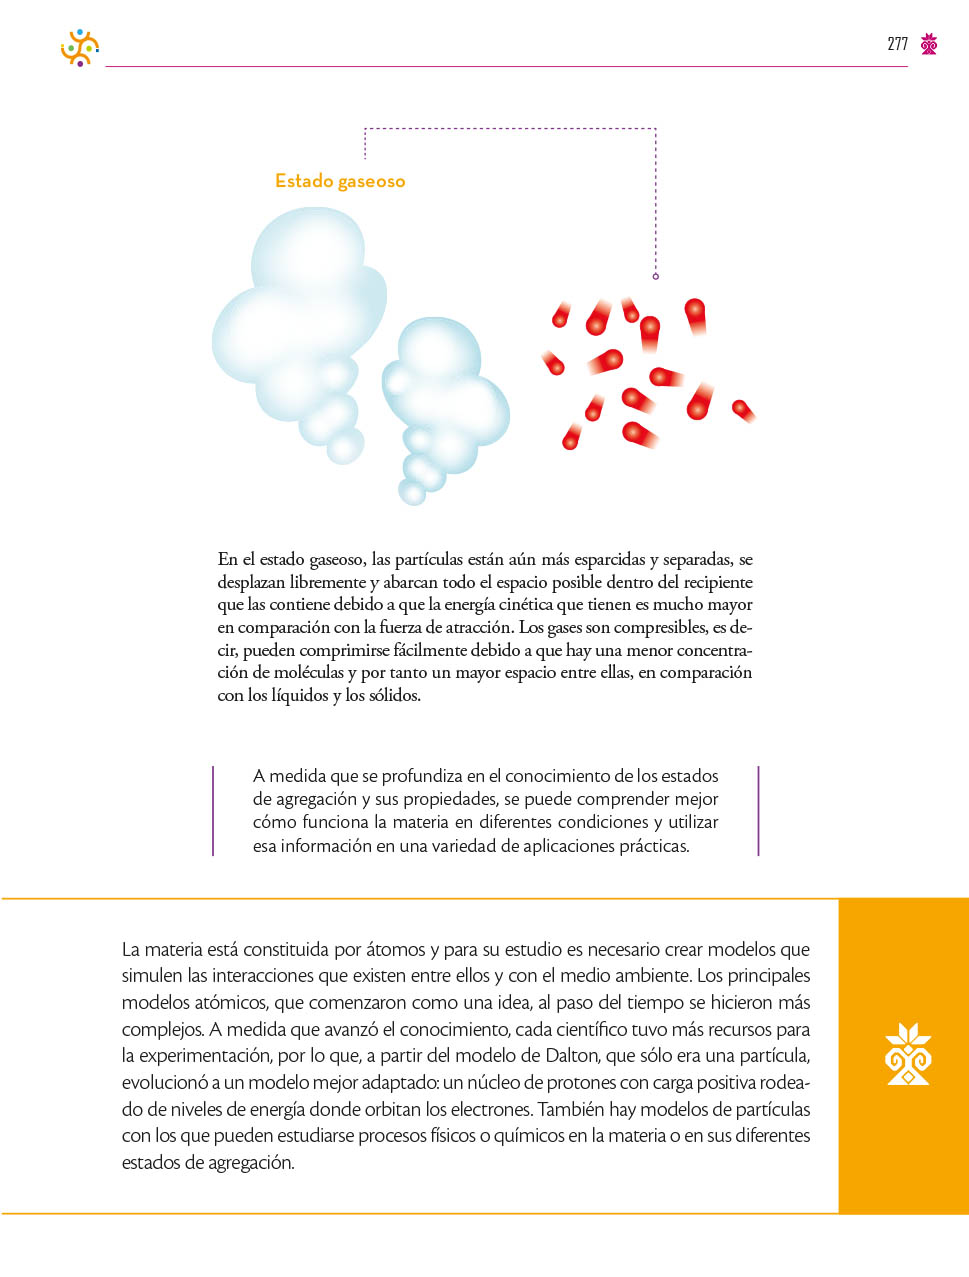 277
Estado gaseoso
En el estado gaseoso, las partículas están aún más esparcidas y separadas, se
desplazan libremente y abarcan todo el espacio posible dentro del recipiente
que las contiene debido a que la energía cinética que tienen es mucho mayor
en comparación con la fuerza de atracción. Los gases son compresibles, es de-
cir, pueden comprimirse fácilmente debido a que hay una menor concentra-
ción de moléculas y por tanto un mayor espacio entre ellas, en comparación
con los líquidos y los sólidos.
A medida que se profundiza en el conocimiento de los estados
de agregación y sus propiedades, se puede comprender mejor
cómo funciona la materia en diferentes condiciones y utilizar
esa información en una variedad de aplicaciones prácticas.
La materia está constituida por átomos y para su estudio es necesario crear modelos que
simulen las interacciones que existen entre ellos y con el medio ambiente. Los principales
modelos atómicos, que comenzaron como una idea, al paso del tiempo se hicieron más
complejos. A medida que avanzó el conocimiento, cada científico tuvo más recursos para
la experimentación, por lo que, a partir del modelo de Dalton, que sólo era una partícula,
evolucionó a un modelo mejor adaptado: un núcleo de protones con carga positiva rodea-
do de niveles de energía donde orbitan los electrones. También hay modelos de partículas
con los que pueden estudiarse procesos físicos o químicos en la materia o en sus diferentes
estados de agregación.